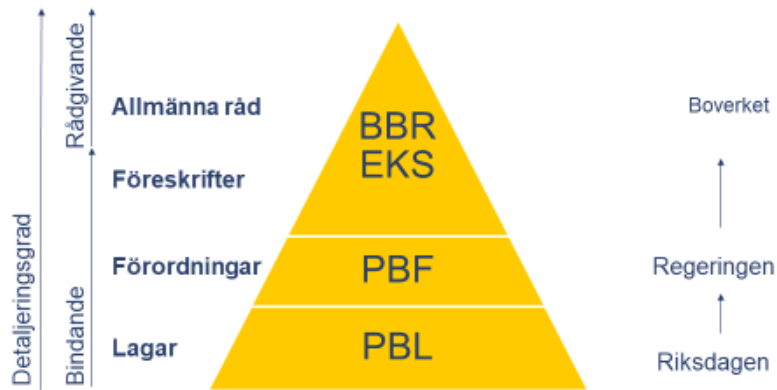 Detaljeringsgrad
Rådgivande
Bindande
Allmänna råd
Föreskrifter
Förordningar
Lagar
BBR
EKS
PBF
PBL
Boverket
Regeringen
Riksdagen